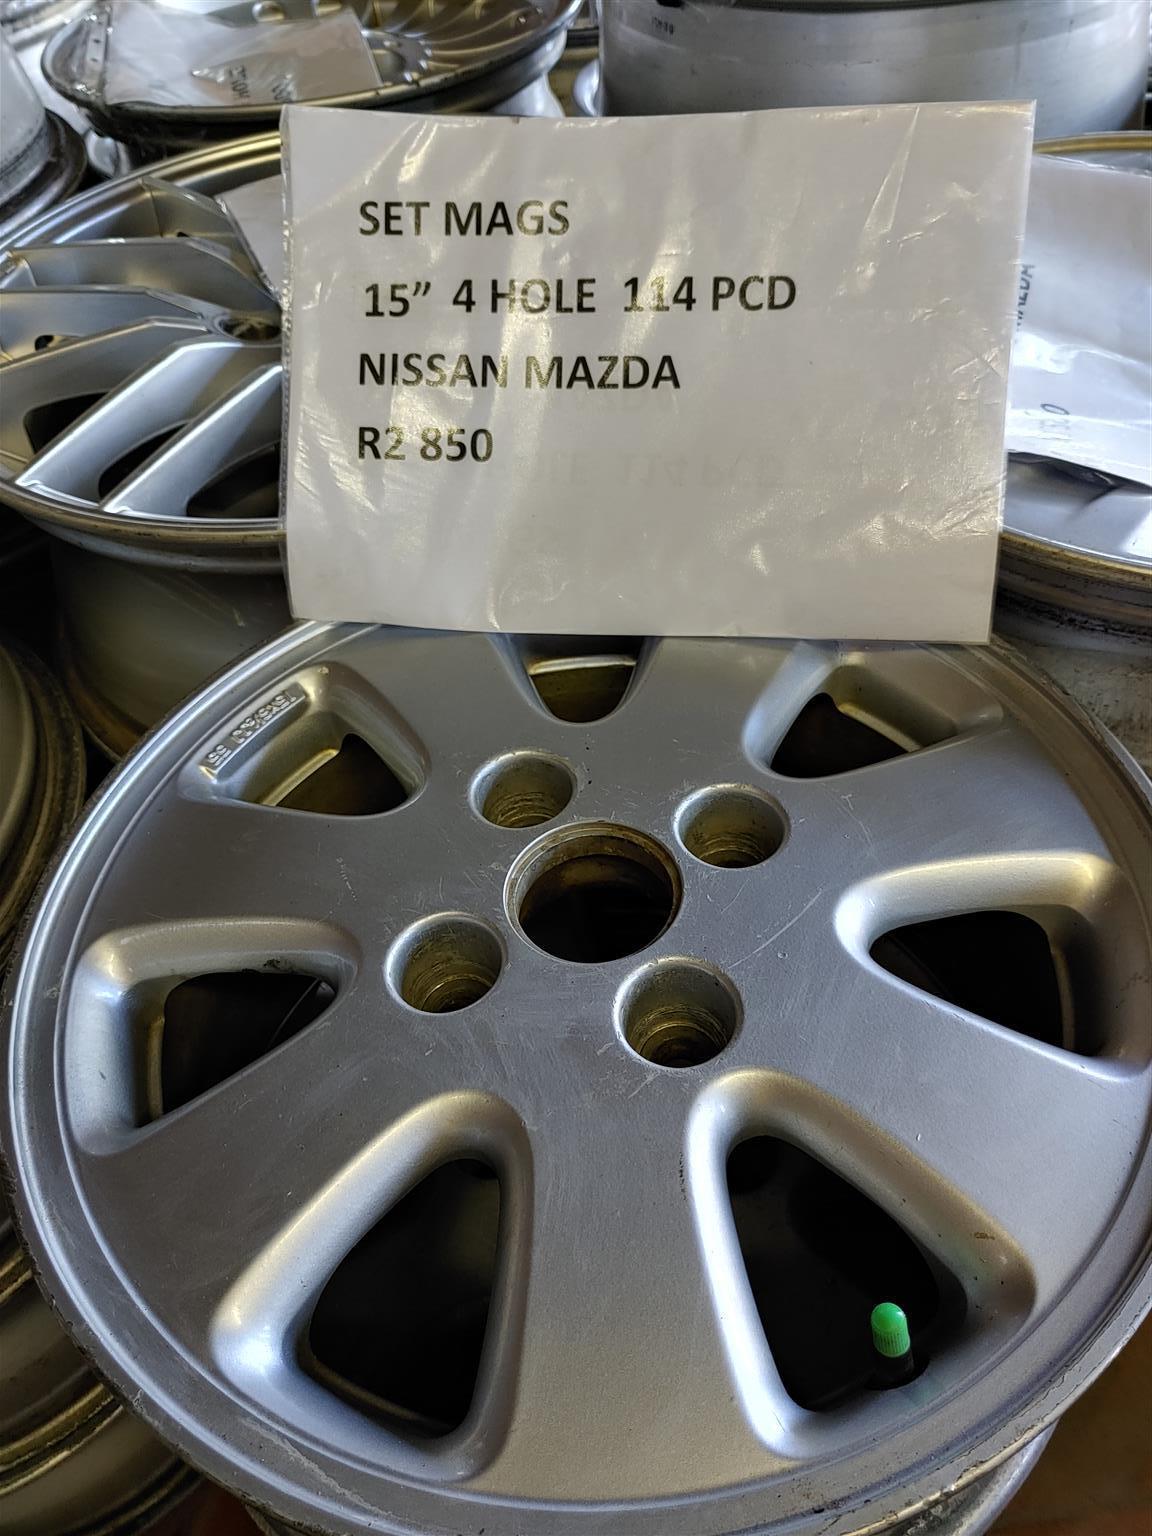 SET MAGS
15” 4 HOLE 114 PCD
NISSAN MAZDA
R2 850